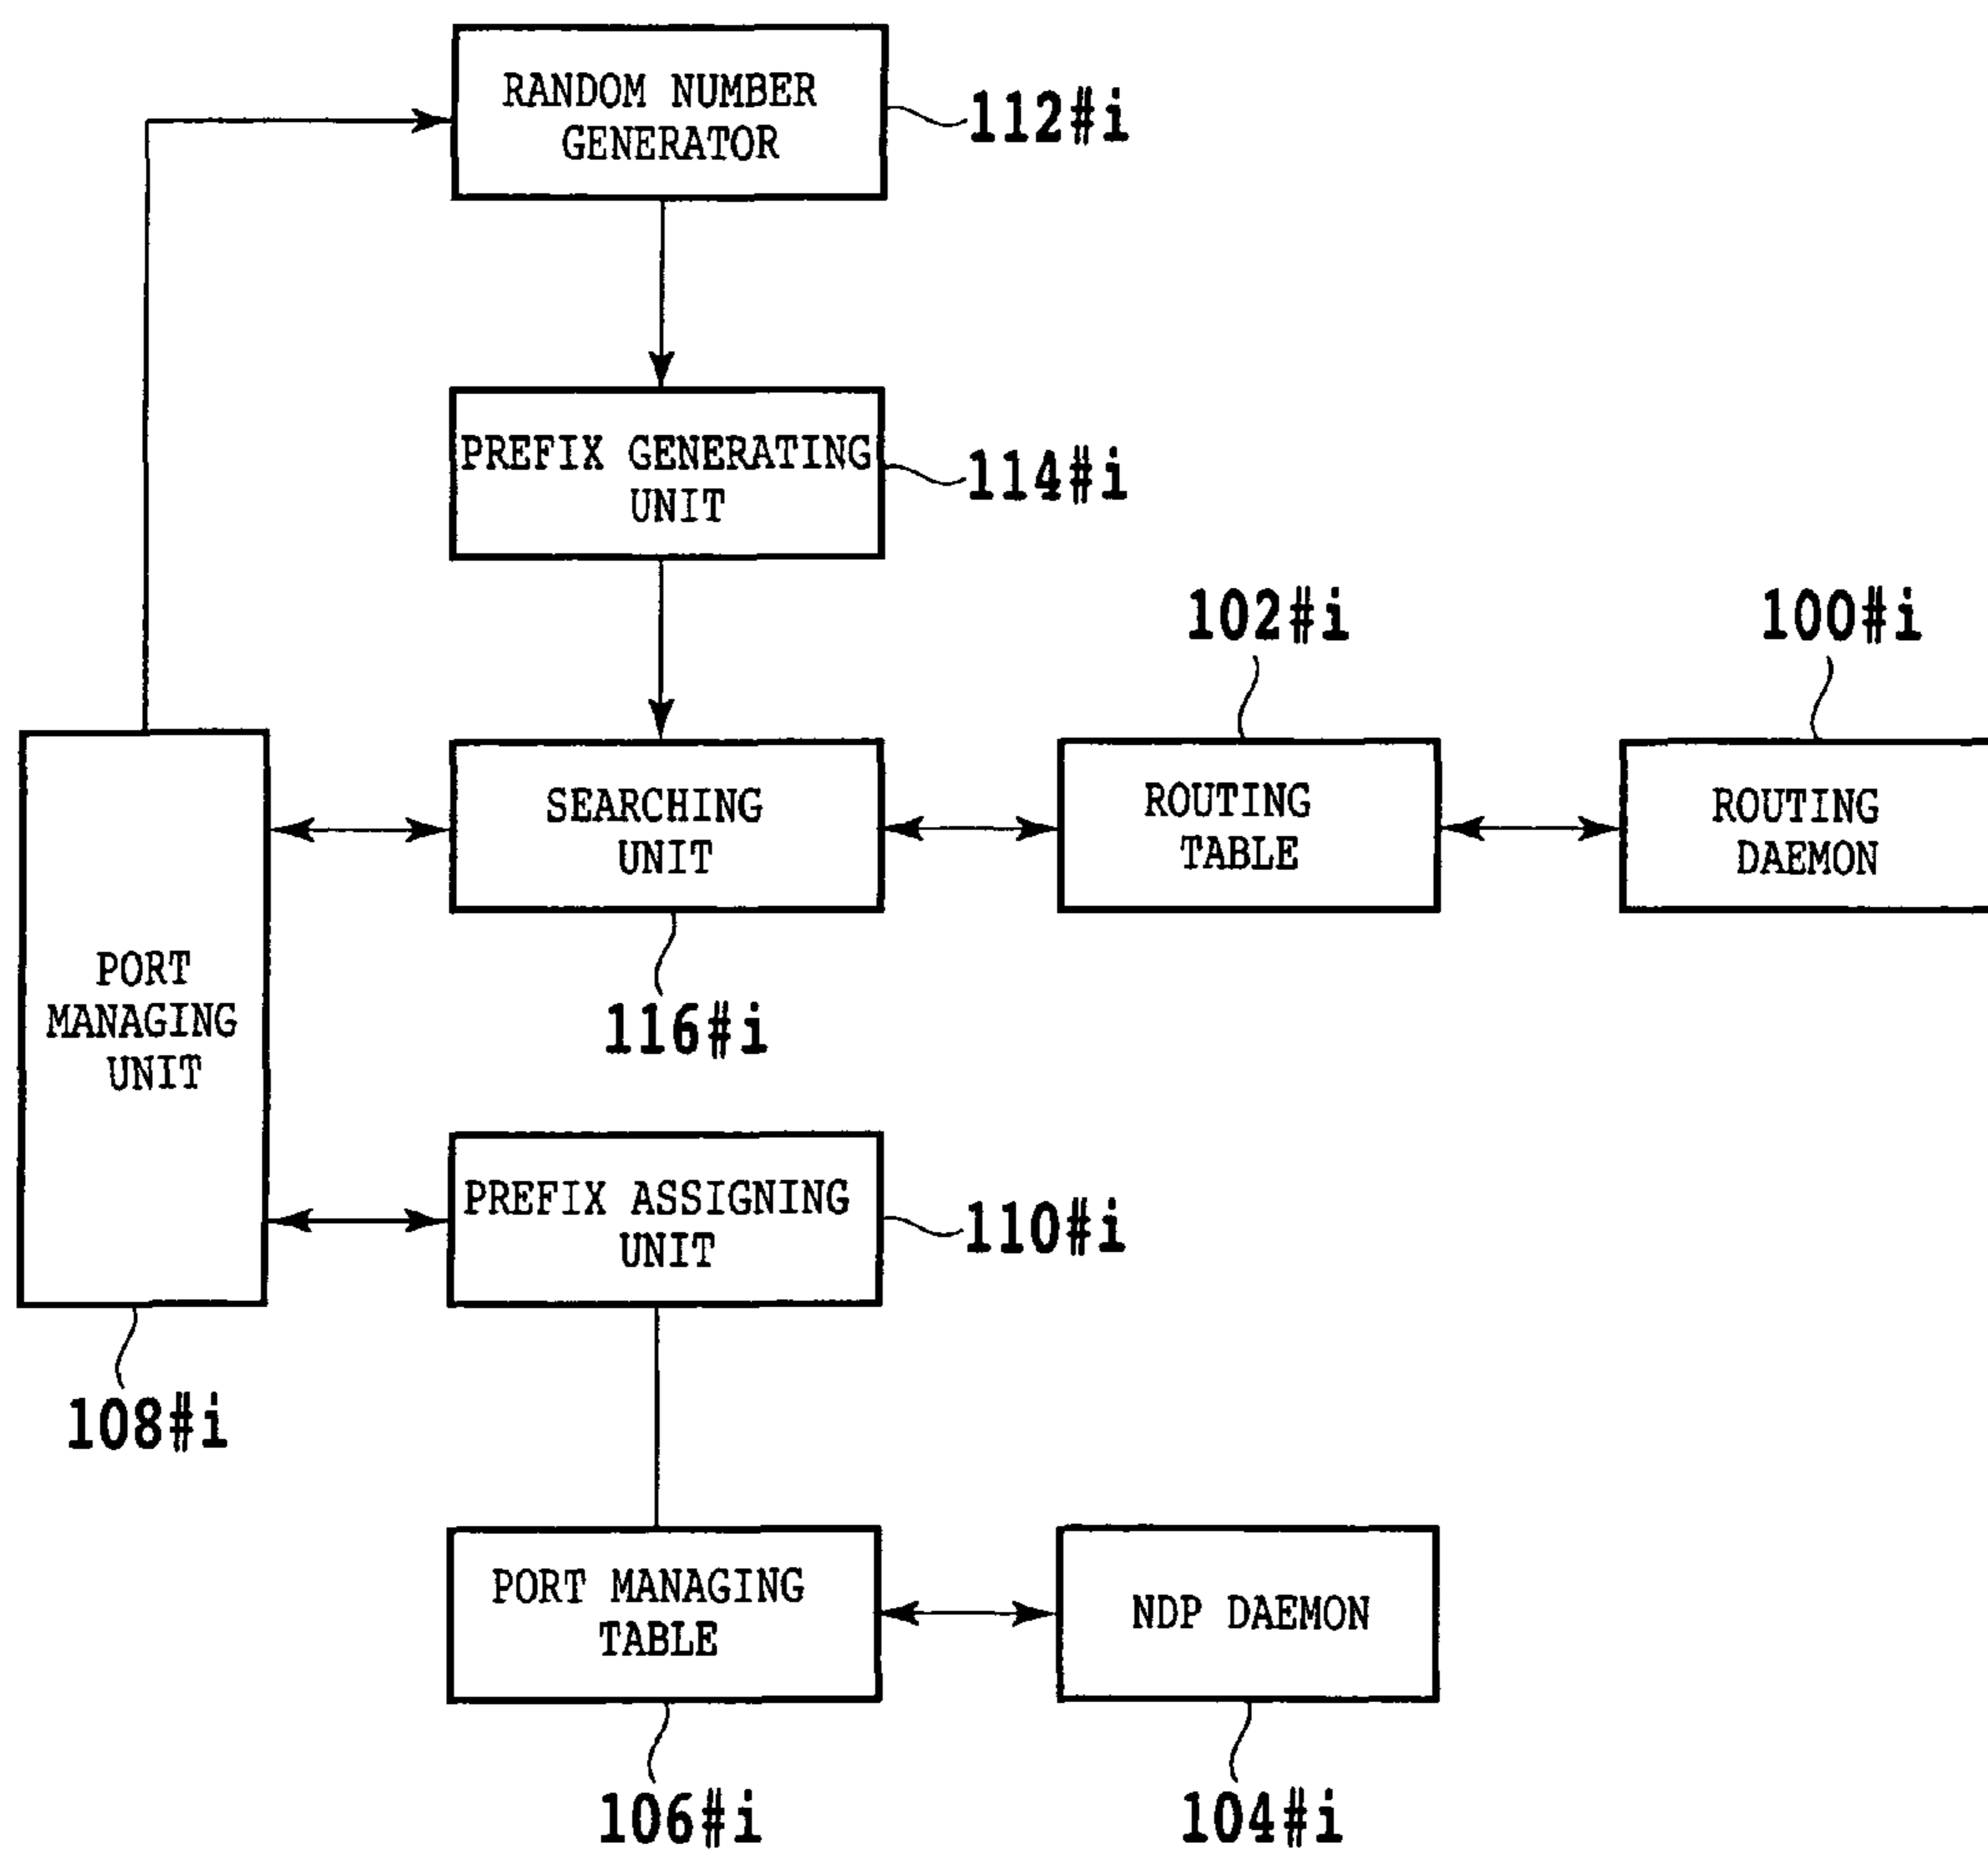 RANDOM NUMBER
GENERATOR
112#i
PREFIX GENERATING
UNIT
114#i
102#i
100#i
SEARCHING
UNIT
ROUTING
TABLE
ROUTING
DAEMON
PORT
MANAGING
UNIT
116#i
PREFIX ASSIGNING
UNIT
110#i
108#i
PORT MANAGING
TABLE
NDP DAEMON
106#i
104#i